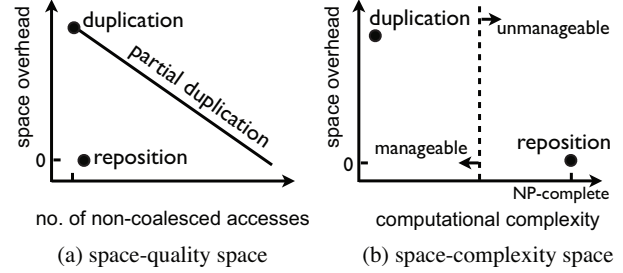 space overhead
duplication
partial duplication
0
reposition
no. of non-coalesced accesses
(a) space-quality space
space overhead
duplication
unmanageable
manageable
0
reposition
NP-complete
computational complexity
(b) space-complexity space